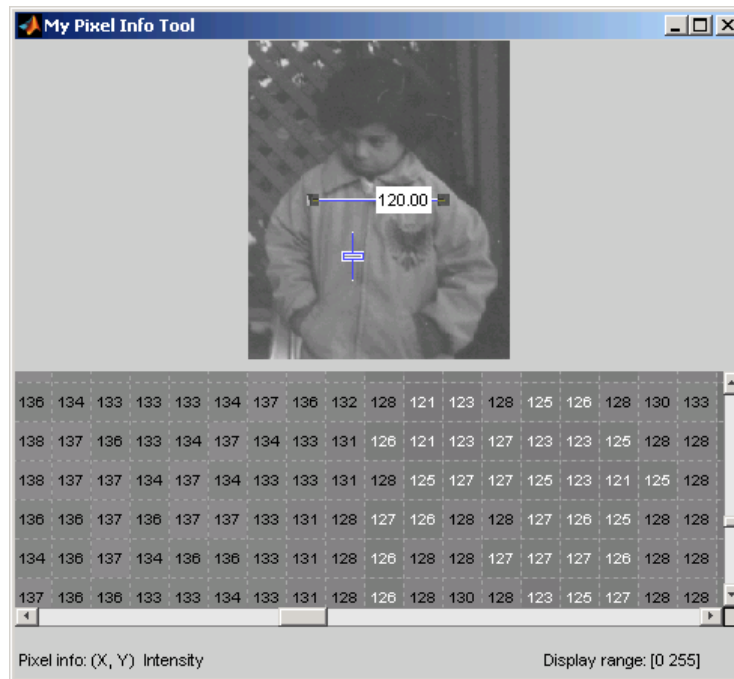 My Pixel Info Tool
120.00
136 134 133 133 133 134 137 136 132 128 121 123 128 125 126 128 130 133
138 137 136 133 134 137 134 133 131 126 121 123 127 123 123 125 128 128
138 137 137 134 137 134 133 133 131 128 125 127 127 125 123 121 125 128
136 136 137 136 137 137 133 131 128 127 126 128 128 127 126 125 128 128
134 136 137 134 136 136 133 131 128 126 128 128 127 127 127 126 128 128
137 136 136 133 133 134 133 131 128 126 128 130 128 123 125 127 128 128
Pixel info: (X, Y) Intensity
Display range: [0 255]